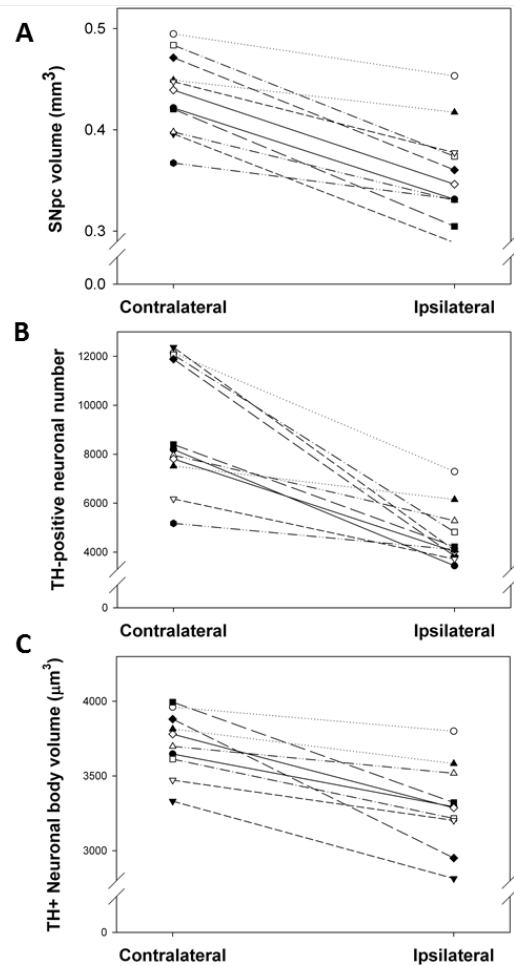 A
SNpc volume (mm³)
0.5
0.4
0.3
0.0
Contralateral Ipsilateral
B
TH-positive neuronal number
12000
10000
8000
6000
4000
0
Contralateral Ipsilateral
C
TH+ Neuronal body volume (μm³)
4000
3500
3000
0
Contralateral Ipsilateral